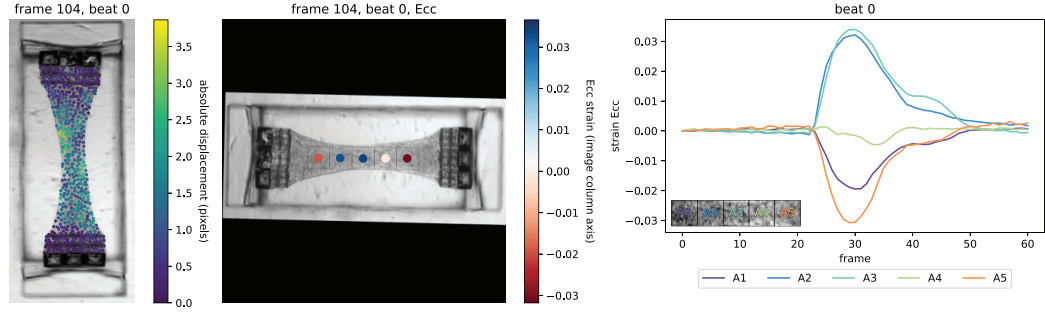 frame 104, beat 0
3.5
3.0
2.5
2.0
1.5
1.0
0.5
0.0
absolute displacement (pixels)
frame 104, beat 0, Ecc
0.03
0.02
0.01
0.00
−0.01
−0.02
−0.03
Ecc strain (image column axis)
beat 0
strain Ecc
0.03
0.02
0.01
0.00
−0.01
−0.02
−0.03
A1 A2 A3 A4 A5
0 10 20 30 40 50 60
frame
A1 A2 A3 A4 A5